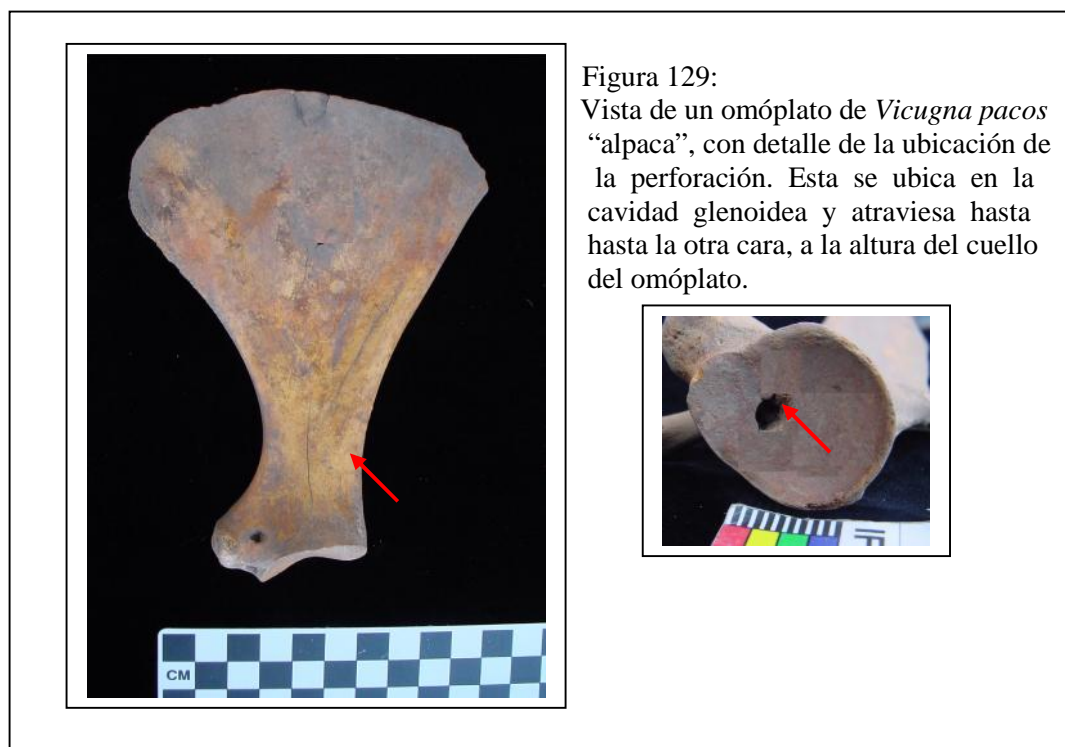 Figura 129:
Vista de un omóplato de Vicugna pacos
“alpaca”, con detalle de la ubicación de
la perforación. Esta se ubica en la
cavidad glenoidea y atraviesa hasta
hasta la otra cara, a la altura del cuello
del omóplato.
CM
IF